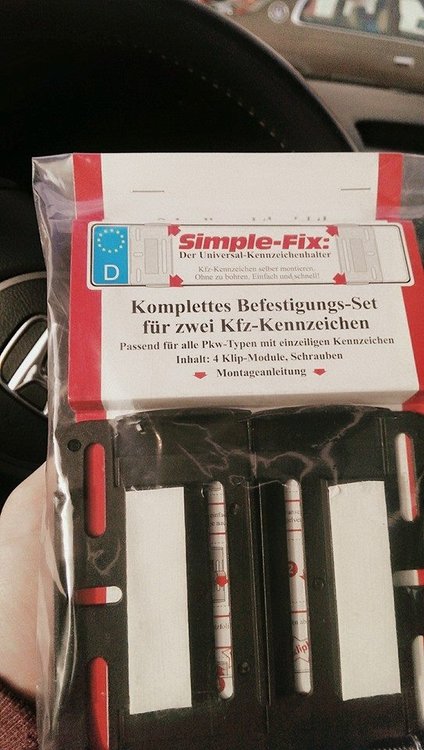 D
Simple-Fix:
Der Universal-Kennzeichenhalter
Kfz-Kennzeichen selber montieren.
Ohne zu bohren. Einfach und schnell!
Komplettes Befestigungs-Set
für zwei Kfz-Kennzeichen
Passend für alle Pkw-Typen mit einzeiligen Kennzeichen
Inhalt: 4 Klip-Module, Schrauben
Montageanleitung
2